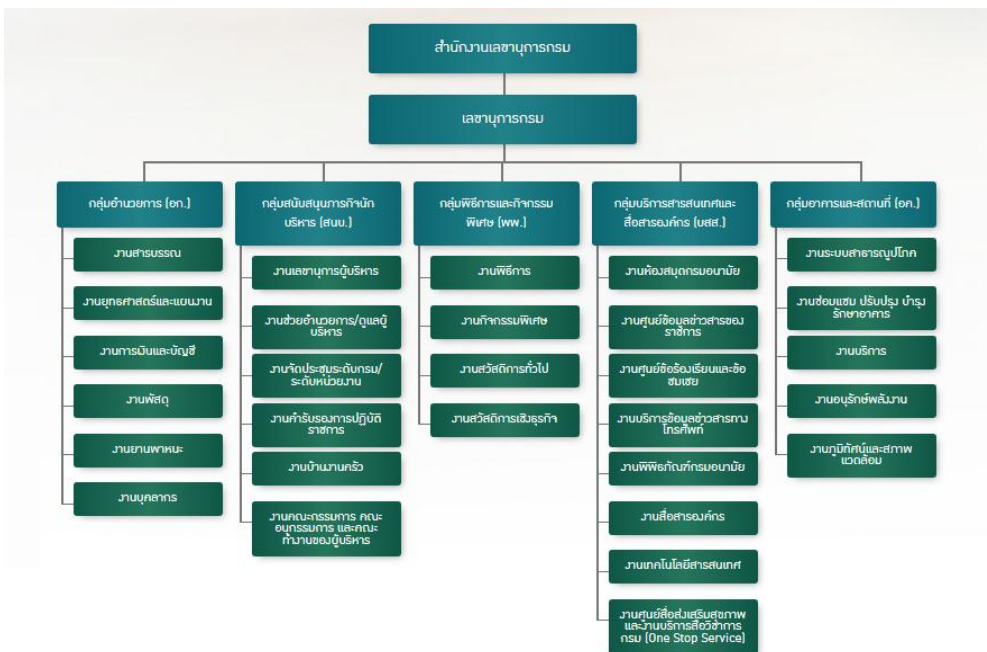 สำนักงานเลขานุการกรม
เลขานุการกรม
กลุ่มอำนวยการ (อก.)
งานสารบรรณ
งานยุทธศาสตร์และแผนงาน
งานการเงินและบัญชี
งานพัสดุ
งานยานพาหนะ
งานบุคลากร
กลุ่มสนับสนุนภารกิจนัก
บริหาร (สนบ.)
งานเลขานุการผู้บริหาร
งานช่วยอำนวยการ/ดูแลผู้
บริหาร
งานจัดประชุมระดับกรม/
ระดับหน่วยงาน
งานคำรับรองการปฏิบัติ
ราชการ
งานบ้านงานครัว
งานคณะกรรมการ คณะ
อนุกรรมการ และคณะ
ทำงานของผู้บริหาร
กลุ่มพิธีการและกิจกรรม
พิเศษ (พพ.)
งานพิธีการ
งานกิจกรรมพิเศษ
งานสวัสดิการทั่วไป
งานสวัสดิการเชิงธุรกิจ
กลุ่มบริการสารสนเทศและ
สื่อสารองค์กร (บสส.)
งานห้องสมุดกรมอนามัย
งานศูนย์ข้อมูลข่าวสารของ
ราชการ
งานศูนย์ข้อร้องเรียนและข้อ
ชมเชย
งานบริการข้อมูลข่าวสารทาง
โทรศัพท์
งานพิพิธภัณฑ์กรมอนามัย
งานสื่อสารองค์กร
งานเทคโนโลยีสารสนเทศ
งานศูนย์สื่อส่งเสริมสุขภาพ
และงานบริการสื่อวิชาการ
กรม (One Stop Service)
กลุ่มอาคารและสถานที่ (อค.)
งานระบบสาธารณูปโภค
งานซ่อมแซม ปรับปรุง บำรุง
รักษาอาคาร
งานบริการ
งานอนุรักษ์พลังงาน
งานภูมิทัศน์และสภาพ
แวดล้อม